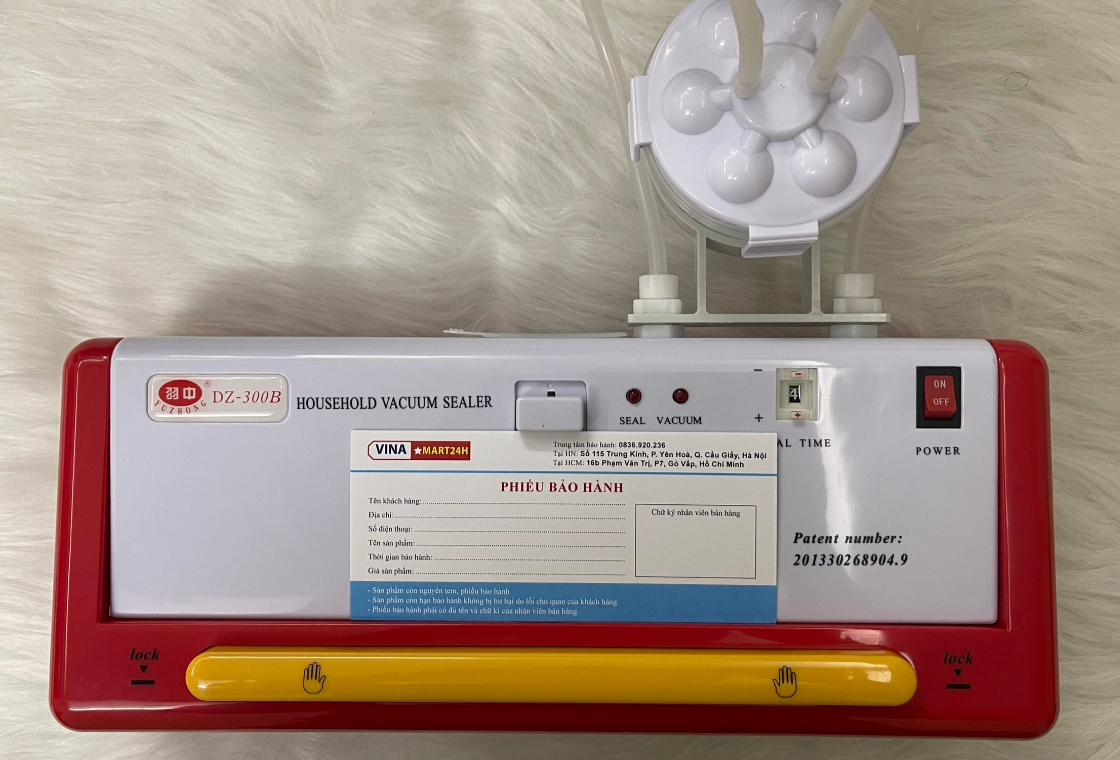 羽中®
YUZHONG
DZ-300B
HOUSEHOLD VACUUM SEALER
SEAL VACUUM
-
4
+
-
+
AL TIME
ON
OFF
POWER
VINA ★MART24H
Trung tâm bảo hành: 0836.920.236
Tại HN: Số 115 Trung Kính, P. Yên Hoà, Q. Cầu Giấy, Hà Nội
Tại HCM: 16b Phạm Văn Trị, P7, Gò Vấp, Hồ Chí Minh
PHIẾU BẢO HÀNH
Tên khách hàng:
Địa chỉ:
Số điện thoại:
Tên sản phẩm:
Thời gian bảo hành:
Giá sản phẩm:
Chữ ký nhân viên bán hàng
- Sản phẩm còn nguyên tem, phiếu bảo hành
- Sản phẩm còn hạn bảo hành không bị hư hại do lỗi chủ quan của khách hàng
- Phiếu bảo hành phải có đủ tên và chữ kí của nhân viên bán hàng
Patent number:
201330268904.9
lock
lock